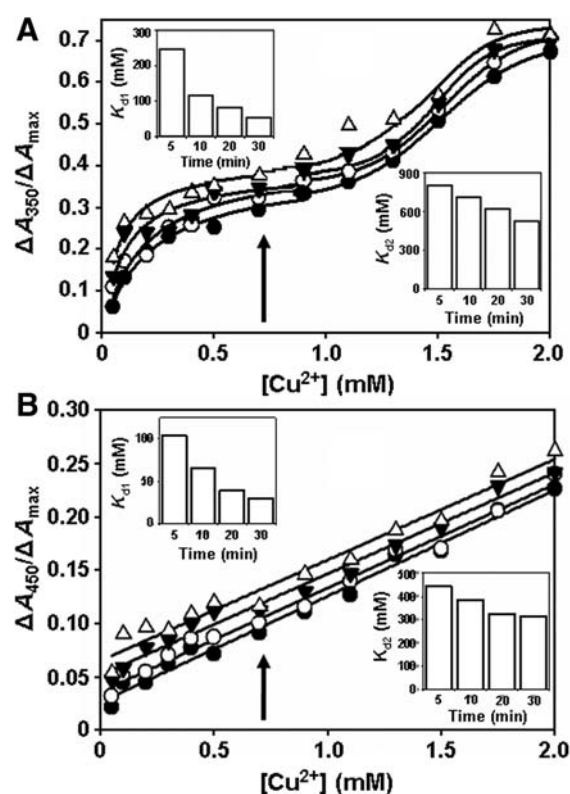 A
ΔA350/ΔAmax
0.7
0.6
0.5
0.4
0.3
0.2
0.1
0
0.5
1.0
1.5
2.0
[Cu2+] (mM)
Kd1 (mM)
300
200
100
0
5 10 20 30
Time (min)
Kd2 (mM)
900
600
300
0
5 10 20 30
Time (min)
B
ΔA450/ΔAmax
0.30
0.25
0.20
0.15
0.10
0.05
0
0
0.5
1.0
1.5
2.0
[Cu2+] (mM)
Kd1 (mM)
100
50
0
5 10 20 30
Time (min)
Kd2 (mM)
500
400
300
200
100
0
5 10 20 30
Time (min)